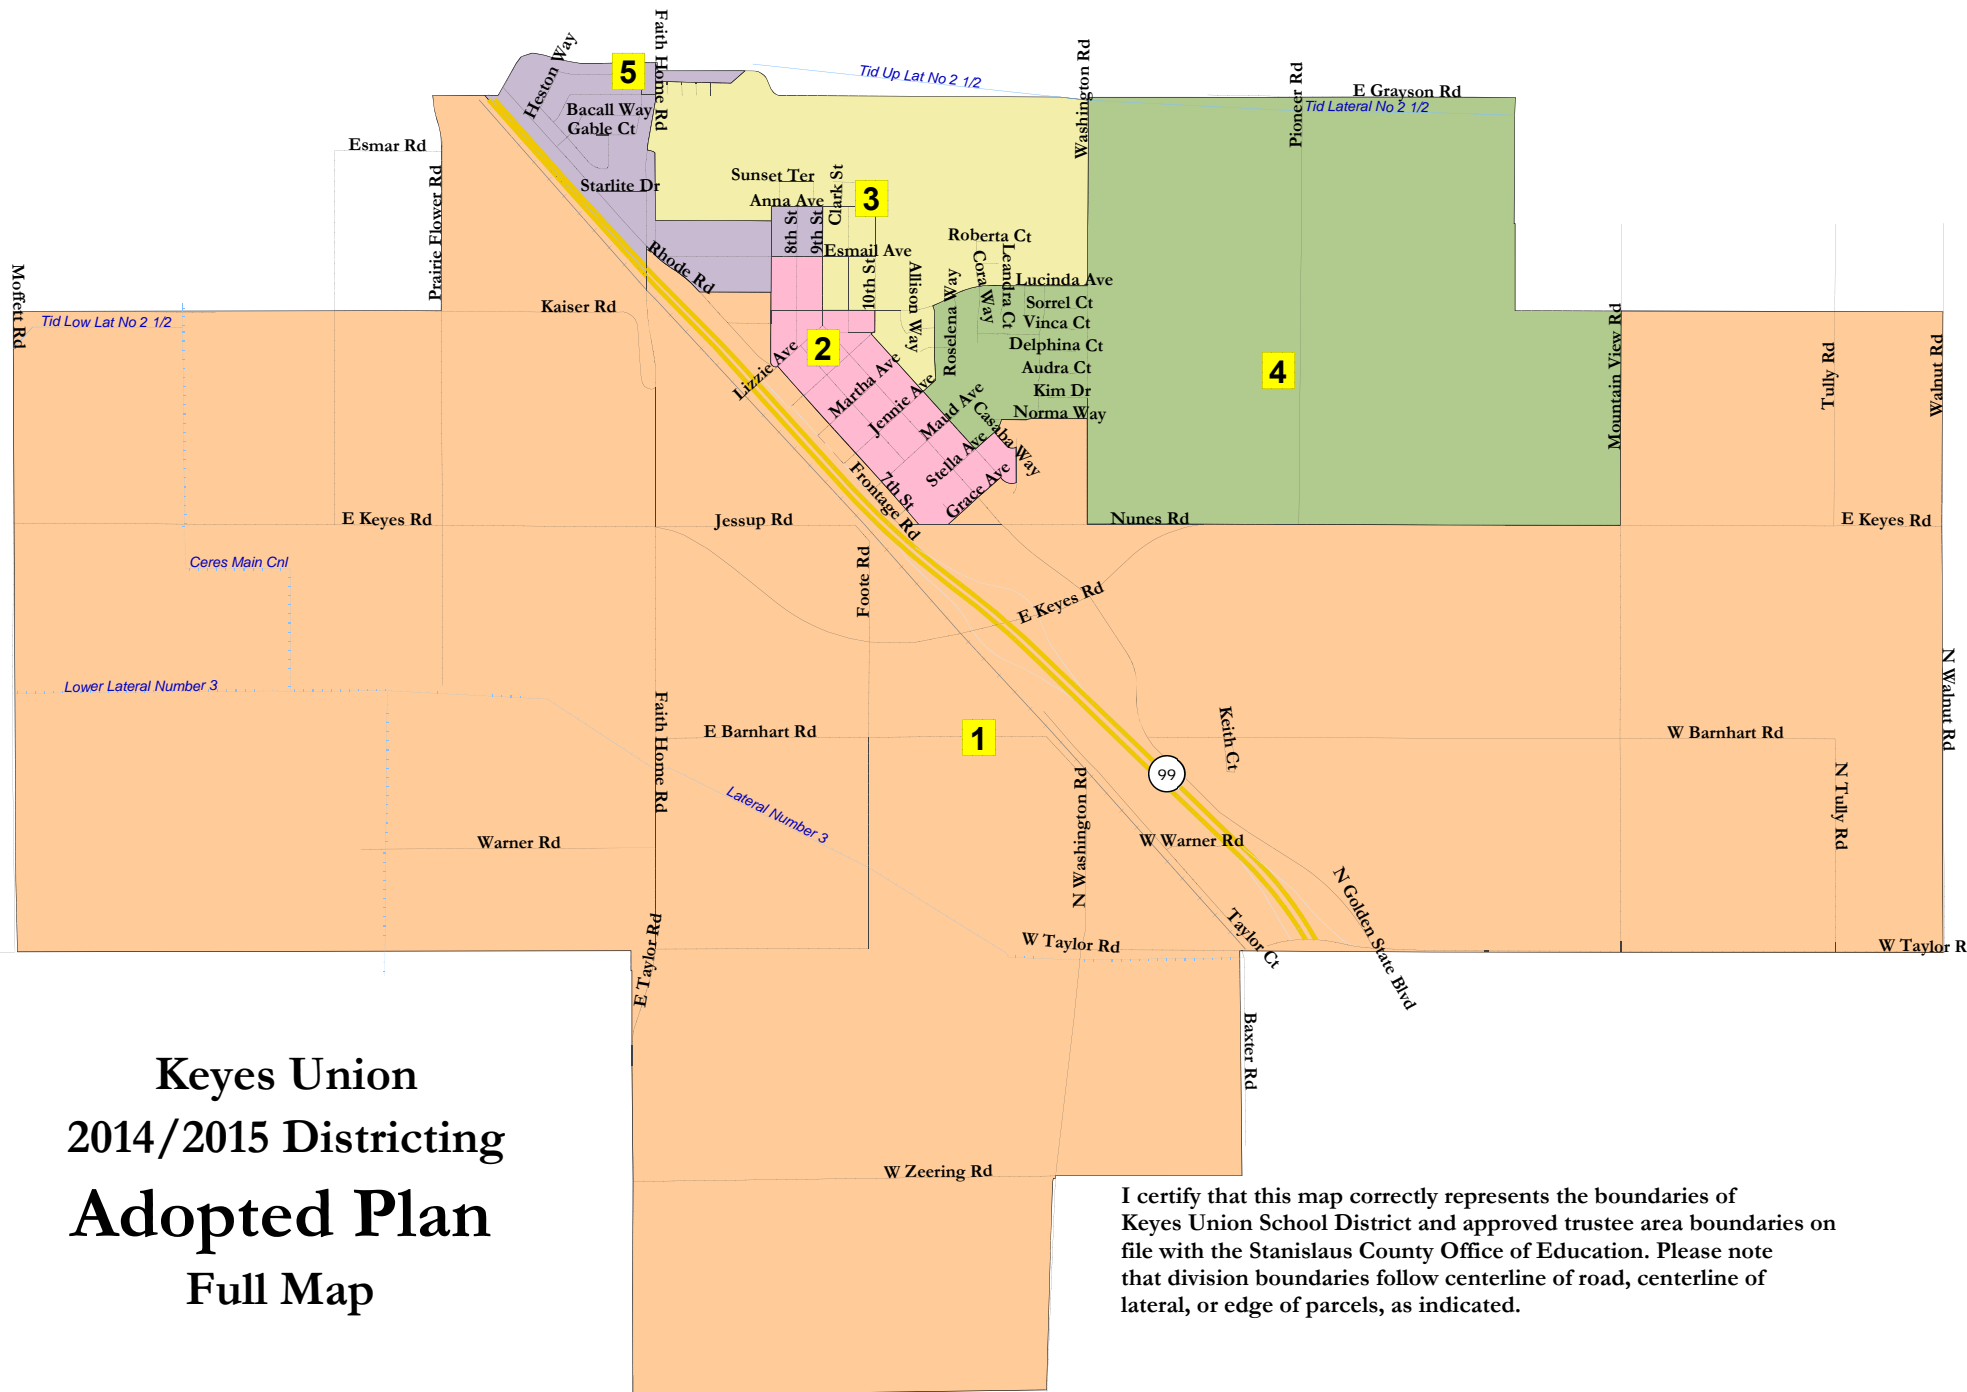 Faith Home Rd
Heston Way
5
Tid Up Lat No 2 1/2
Washington Rd
Pioneer Rd
E Grayson Rd
Tid Lateral No 2 1/2
Bacall Way
Gable Ct
Esmar Rd
Prairie Flower Rd
Starlite Dr
Sunset Ter
Clark St
3
Anna Ave
8th St
9th St
Esmail Ave
Roberta Ct
Rhode Rd
10th St
Allison Way
Roselena Way
Cora Way
Leandra Ct
Lucinda Ave
Sorrel Ct
Vinca Ct
Delphina Ct
Audra Ct
Kim Dr
Norma Way
Moffett Rd
Tid Low Lat No 2 1/2
Kaiser Rd
2
4
Lizzie Ave
Martha Ave
Jennie Ave
Maud Ave
Casaba Way
Stella Ave
Grace Ave
7th St
Frontage Rd
Mountain View Rd
Tully Rd
Walnut Rd
E Keyes Rd
Jessup Rd
Nunes Rd
E Keyes Rd
Ceres Main Cnl
Foote Rd
E Keyes Rd
Lower Lateral Number 3
Faith Home Rd
E Barnhart Rd
1
Keith Ct
W Barnhart Rd
N Walnut Rd
99
N Washington Rd
N Tully Rd
Lateral Number 3
Warner Rd
W Warner Rd
N Golden State Blvd
E Taylor Rd
W Taylor Rd
Taylor Ct
W Taylor R
Baxter Rd
W Zeering Rd
Keyes Union
2014/2015 Districting
Adopted Plan
Full Map
I certify that this map correctly represents the boundaries of
Keyes Union School District and approved trustee area boundaries on
file with the Stanislaus County Office of Education. Please note
that division boundaries follow centerline of road, centerline of
lateral, or edge of parcels, as indicated.